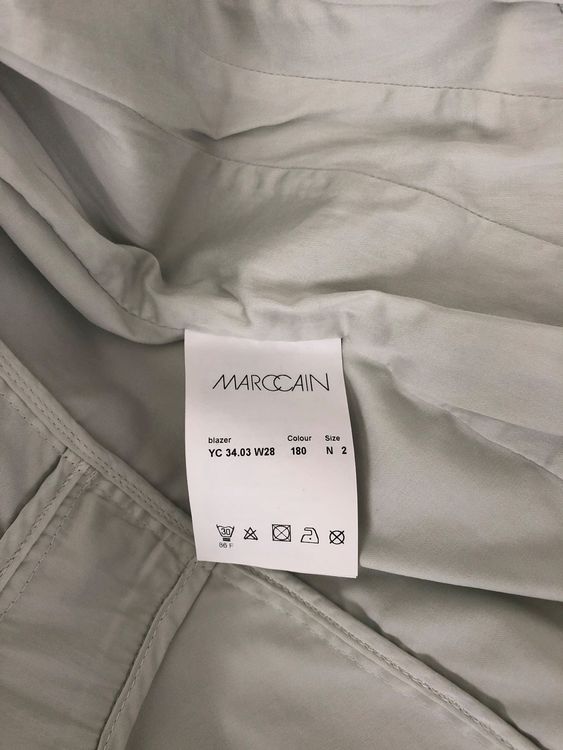 MARCCAIN
blazer Colour Size
YC 34.03 W28 180 N 2
30
86 F